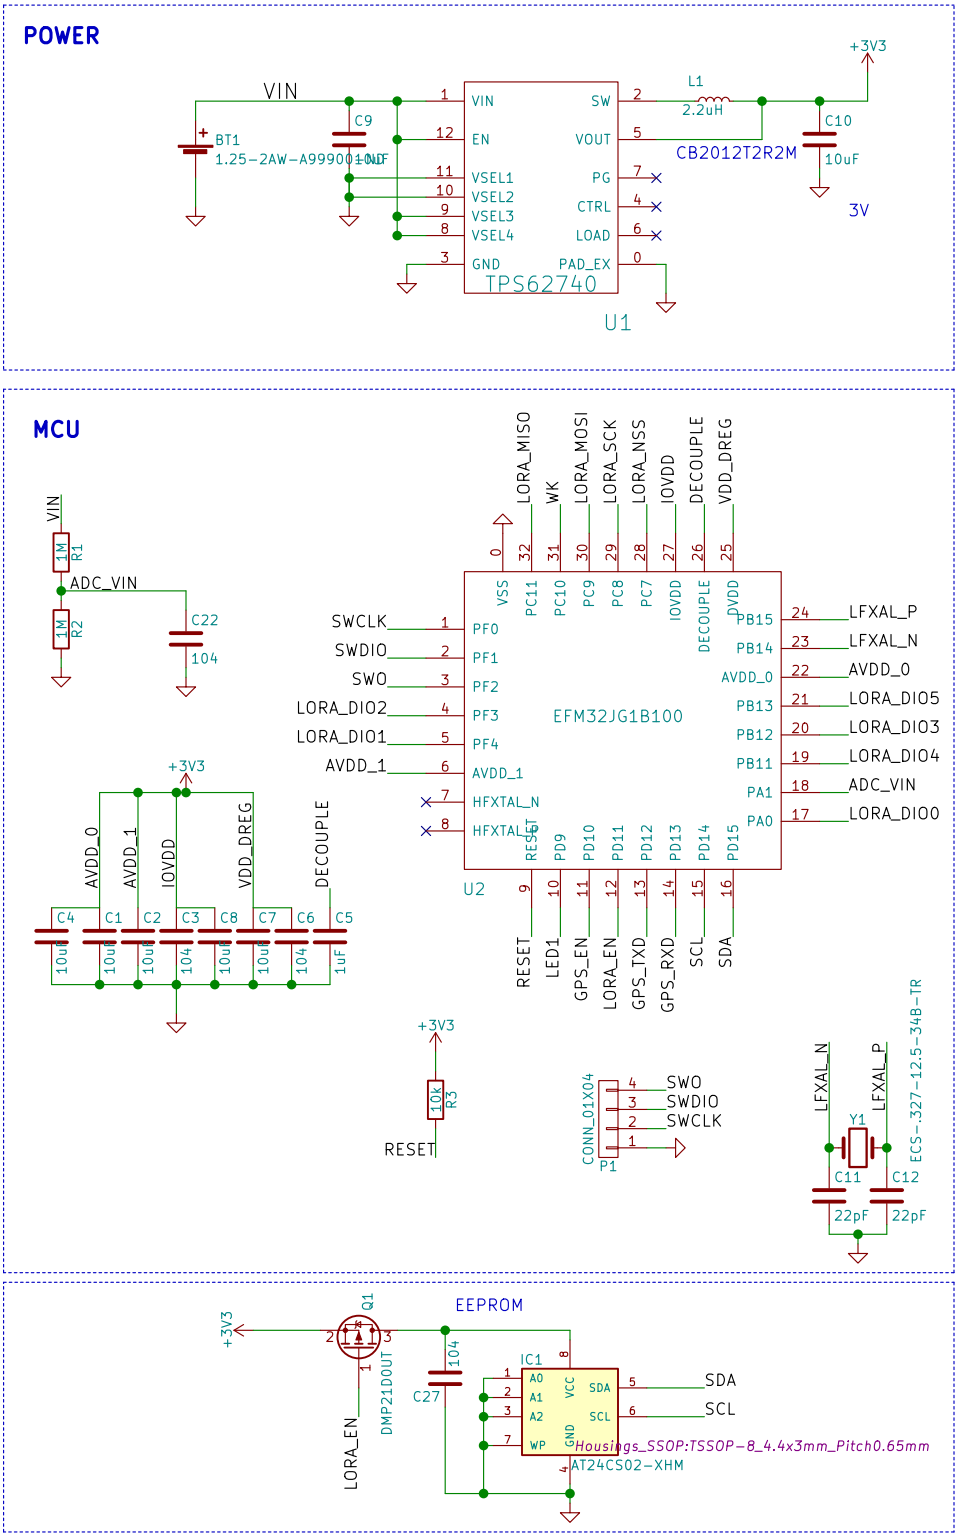 POWER
VIN
BT1
1.25-2AW-A999001-ND
C9
10uF
1 VIN
12 EN
11 VSEL1
10 VSEL2
9 VSEL3
8 VSEL4
3 GND
SW 2
VOUT 5
PG 7
CTRL 4
LOAD 6
PAD_EX 0
TPS62740
U1
L1
2.2uH
CB2012T2R2M
+3V3
C10
10uF
3V
MCU
VIN
1M R1
ADC_VIN
1M R2
C22
104
LORA_MISO 32 PC11
WK 31 PC10
LORA_MOSI 30 PC9
LORA_SCK 29 PC8
LORA_NSS 28 PC7
IOVDD 27 IOVDD
DECOUPLE 26 DECOUPLE
VDD_DREG 25 DVDD
0 VSS
SWCLK 1 PF0
SWDIO 2 PF1
SWO 3 PF2
LORA_DIO2 4 PF3
LORA_DIO1 5 PF4
AVDD_1 6 AVDD_1
7 HFXTAL_N
8 HFXTAL_P
EFM32JG1B100
PB15 24 LFXAL_P
PB14 23 LFXAL_N
AVDD_0 22 AVDD_0
PB13 21 LORA_DIO5
PB12 20 LORA_DIO3
PB11 19 LORA_DIO4
PA1 18 ADC_VIN
PA0 17 LORA_DIO0
RESET 9 RESET
PD9 10 LED1
PD10 11 GPS_EN
PD11 12 LORA_EN
PD12 13 GPS_TXD
PD13 14 GPS_RXD
PD14 15 SCL
PD15 16 SDA
U2
+3V3
AVDD_0
AVDD_1
IOVDD
VDD_DREG
DECOUPLE
C4 10uF
C1 10uF
C2 10uF
C3 104
C8 10uF
C7 10uF
C6 104
C5 1uF
+3V3
10k R3
RESET
CONN_01X04
P1
4 SWO
3 SWDIO
2 SWCLK
1
LFXAL_N
LFXAL_P
ECS-.327-12.5-34B-TR
Y1
C11
22pF
C12
22pF
EEPROM
+3V3
Q1
2 3
1
DMP21D0UT
LORA_EN
104
C27
IC1
1 A0
2 A1
3 A2
7 WP
8 VCC
GND 4
SDA 5 SDA
SCL 6 SCL
Housings_SSOP:TSSOP-8_4.4x3mm_Pitch0.65mm
AT24CS02-XHM